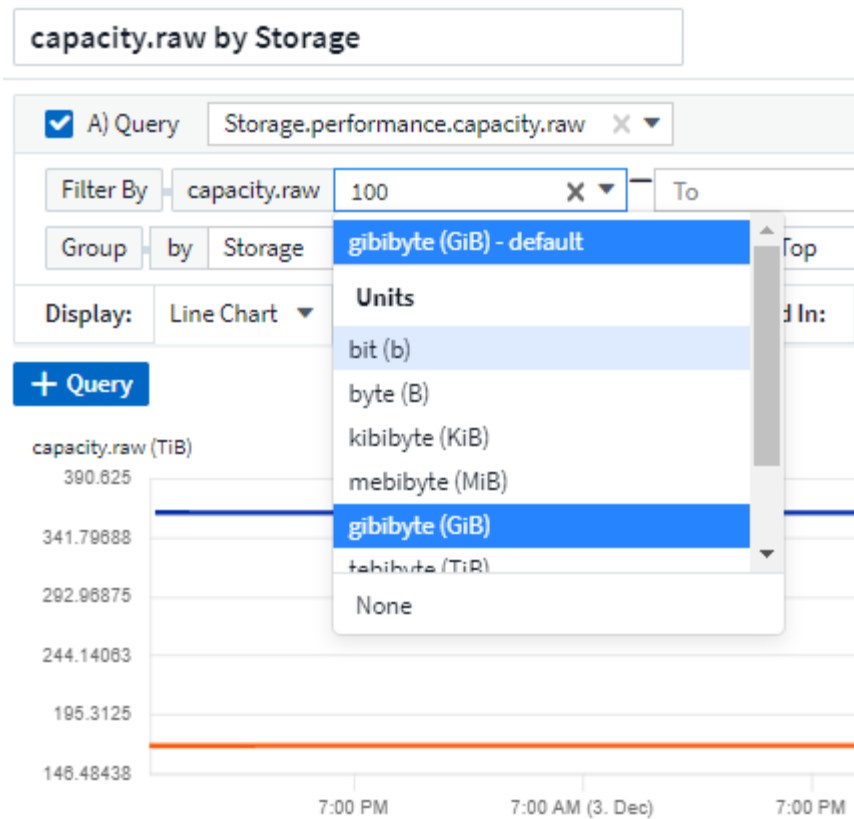 capacity.raw by Storage
A) Query Storage.performance.capacity.raw
Filter By capacity.raw 100 To
Group by Storage Top
gibibyte (GiB) - default
Units
Display: Line Chart d In:
bit (b)
byte (B)
+ Query
kibibyte (KiB)
mebibyte (MiB)
gibibyte (GiB)
tebibyte (TiB)
None
capacity.raw (TiB)
390.625
341.79688
292.96875
244.14063
195.3125
146.48438
7:00 PM 7:00 AM (3. Dec) 7:00 PM